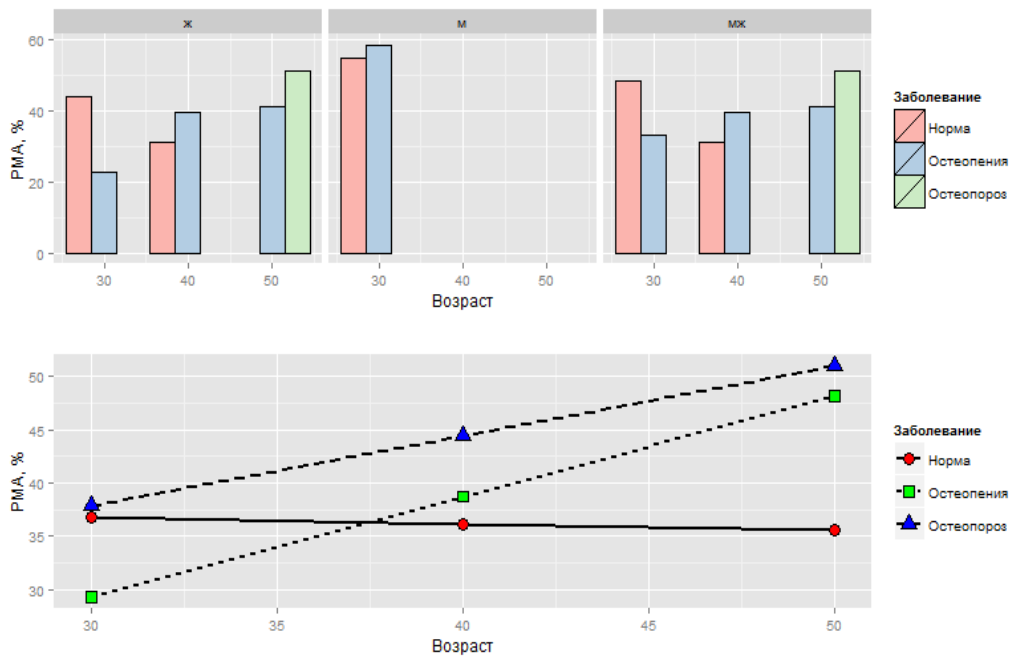 ж м мж
60
40
20
0
РМА, %
30 40 50 30 40 50 30 40 50
Возраст
Заболевание
Норма
Остеопения
Остеопороз
50
45
40
35
30
РМА, %
30 35 40 45 50
Возраст
Заболевание
Норма
Остеопения
Остеопороз